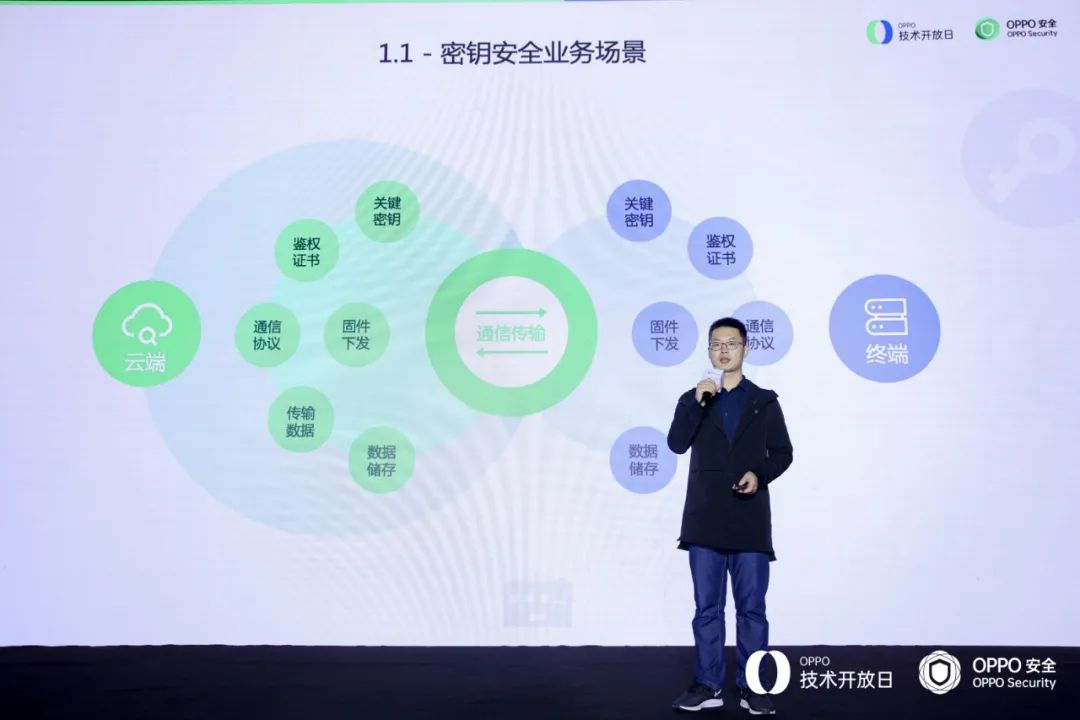 OPPO
技术开放日
OPPO 安全
OPPO Security
1.1 - 密钥安全业务场景
关键
密钥
鉴权
证书
通信
协议
固件
下发
传输
数据
数据
储存
云端
通信传输
关键
密钥
鉴权
证书
固件
下发
通信
协议
数据
储存
终端
OPPO
技术开放日
OPPO 安全
OPPO Security